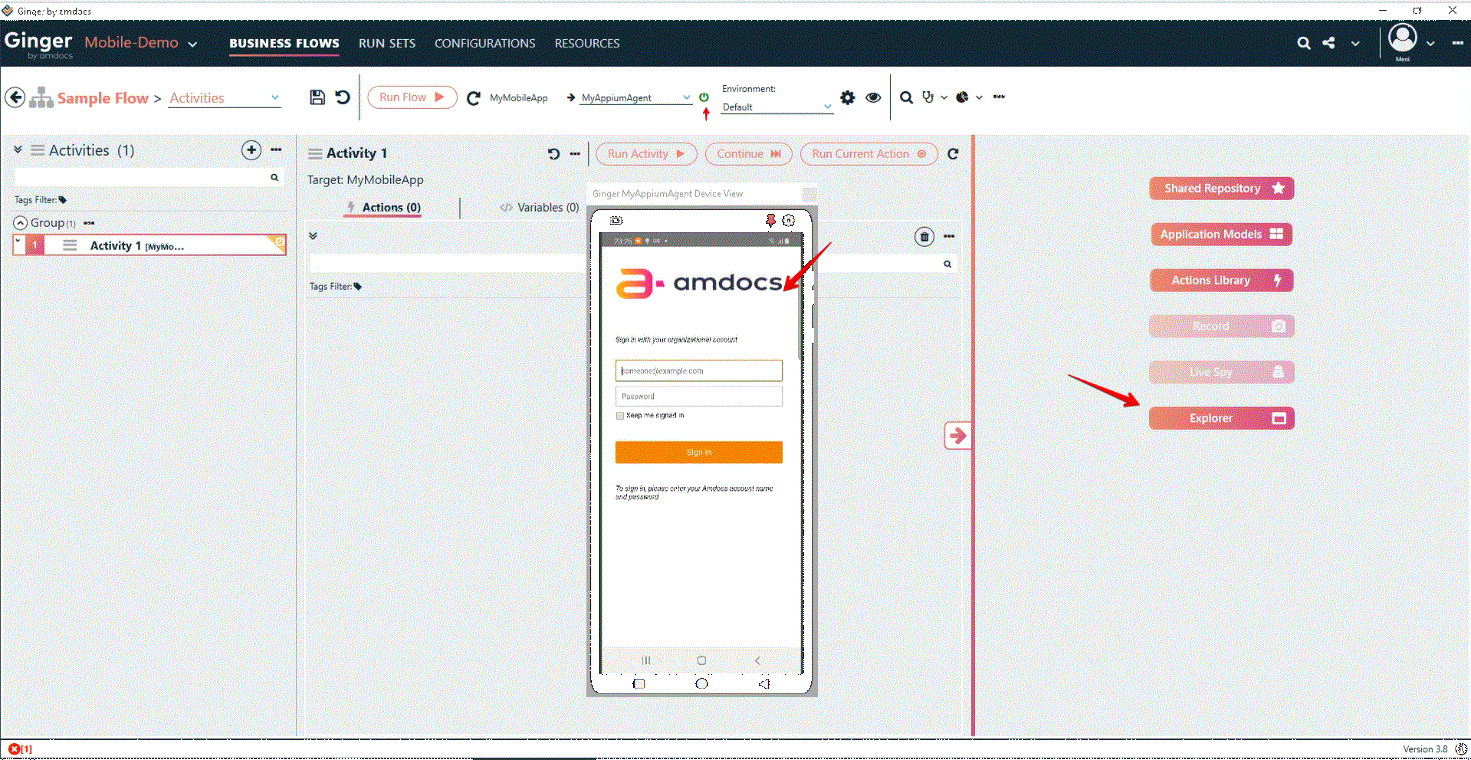 Ginger by amdocs
Ginger
by amdocs
Mobile-Demo
BUSINESS FLOWS
RUN SETS
CONFIGURATIONS
RESOURCES
Meni
Sample Flow > Activities
Run Flow
MyMobileApp
MyAppiumAgent
Environment:
Default
Activities (1)
Tags Filter:
Group(1)
1 Activity 1 [MyMo...
Activity 1
Run Activity
Continue
Run Current Action
Target: MyMobileApp
Actions (0)
Variables (0)
Tags Filter:
Ginger MyAppiumAgent Device View
23:25
amdocs
Sign in with your organizational account
someone@example.com
Password
Keep me signed in
Sign in
To sign in, please enter your Amdocs account name
and password
Shared Repository
Application Models
Actions Library
Record
Live Spy
Explorer
[1]
Version 3.8